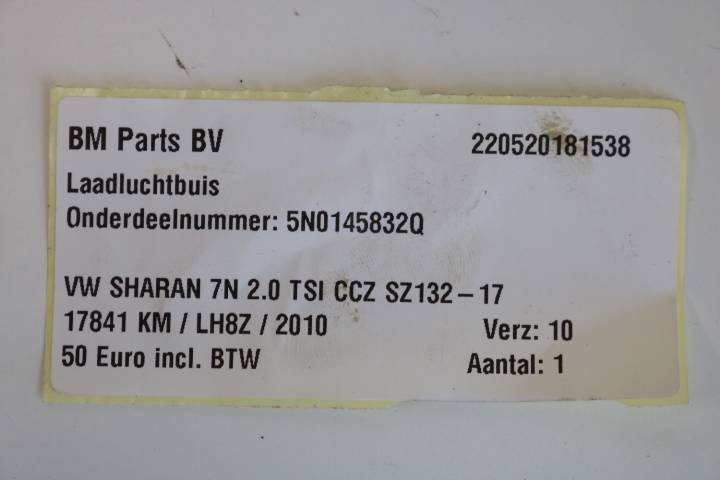 BM Parts BV 220520181538
Laadluchtbuis
Onderdeelnummer: 5N0145832Q
VW SHARAN 7N 2.0 TSI CCZ SZ132-17
17841 KM / LH8Z / 2010 Verz: 10
50 Euro incl. BTW Aantal: 1